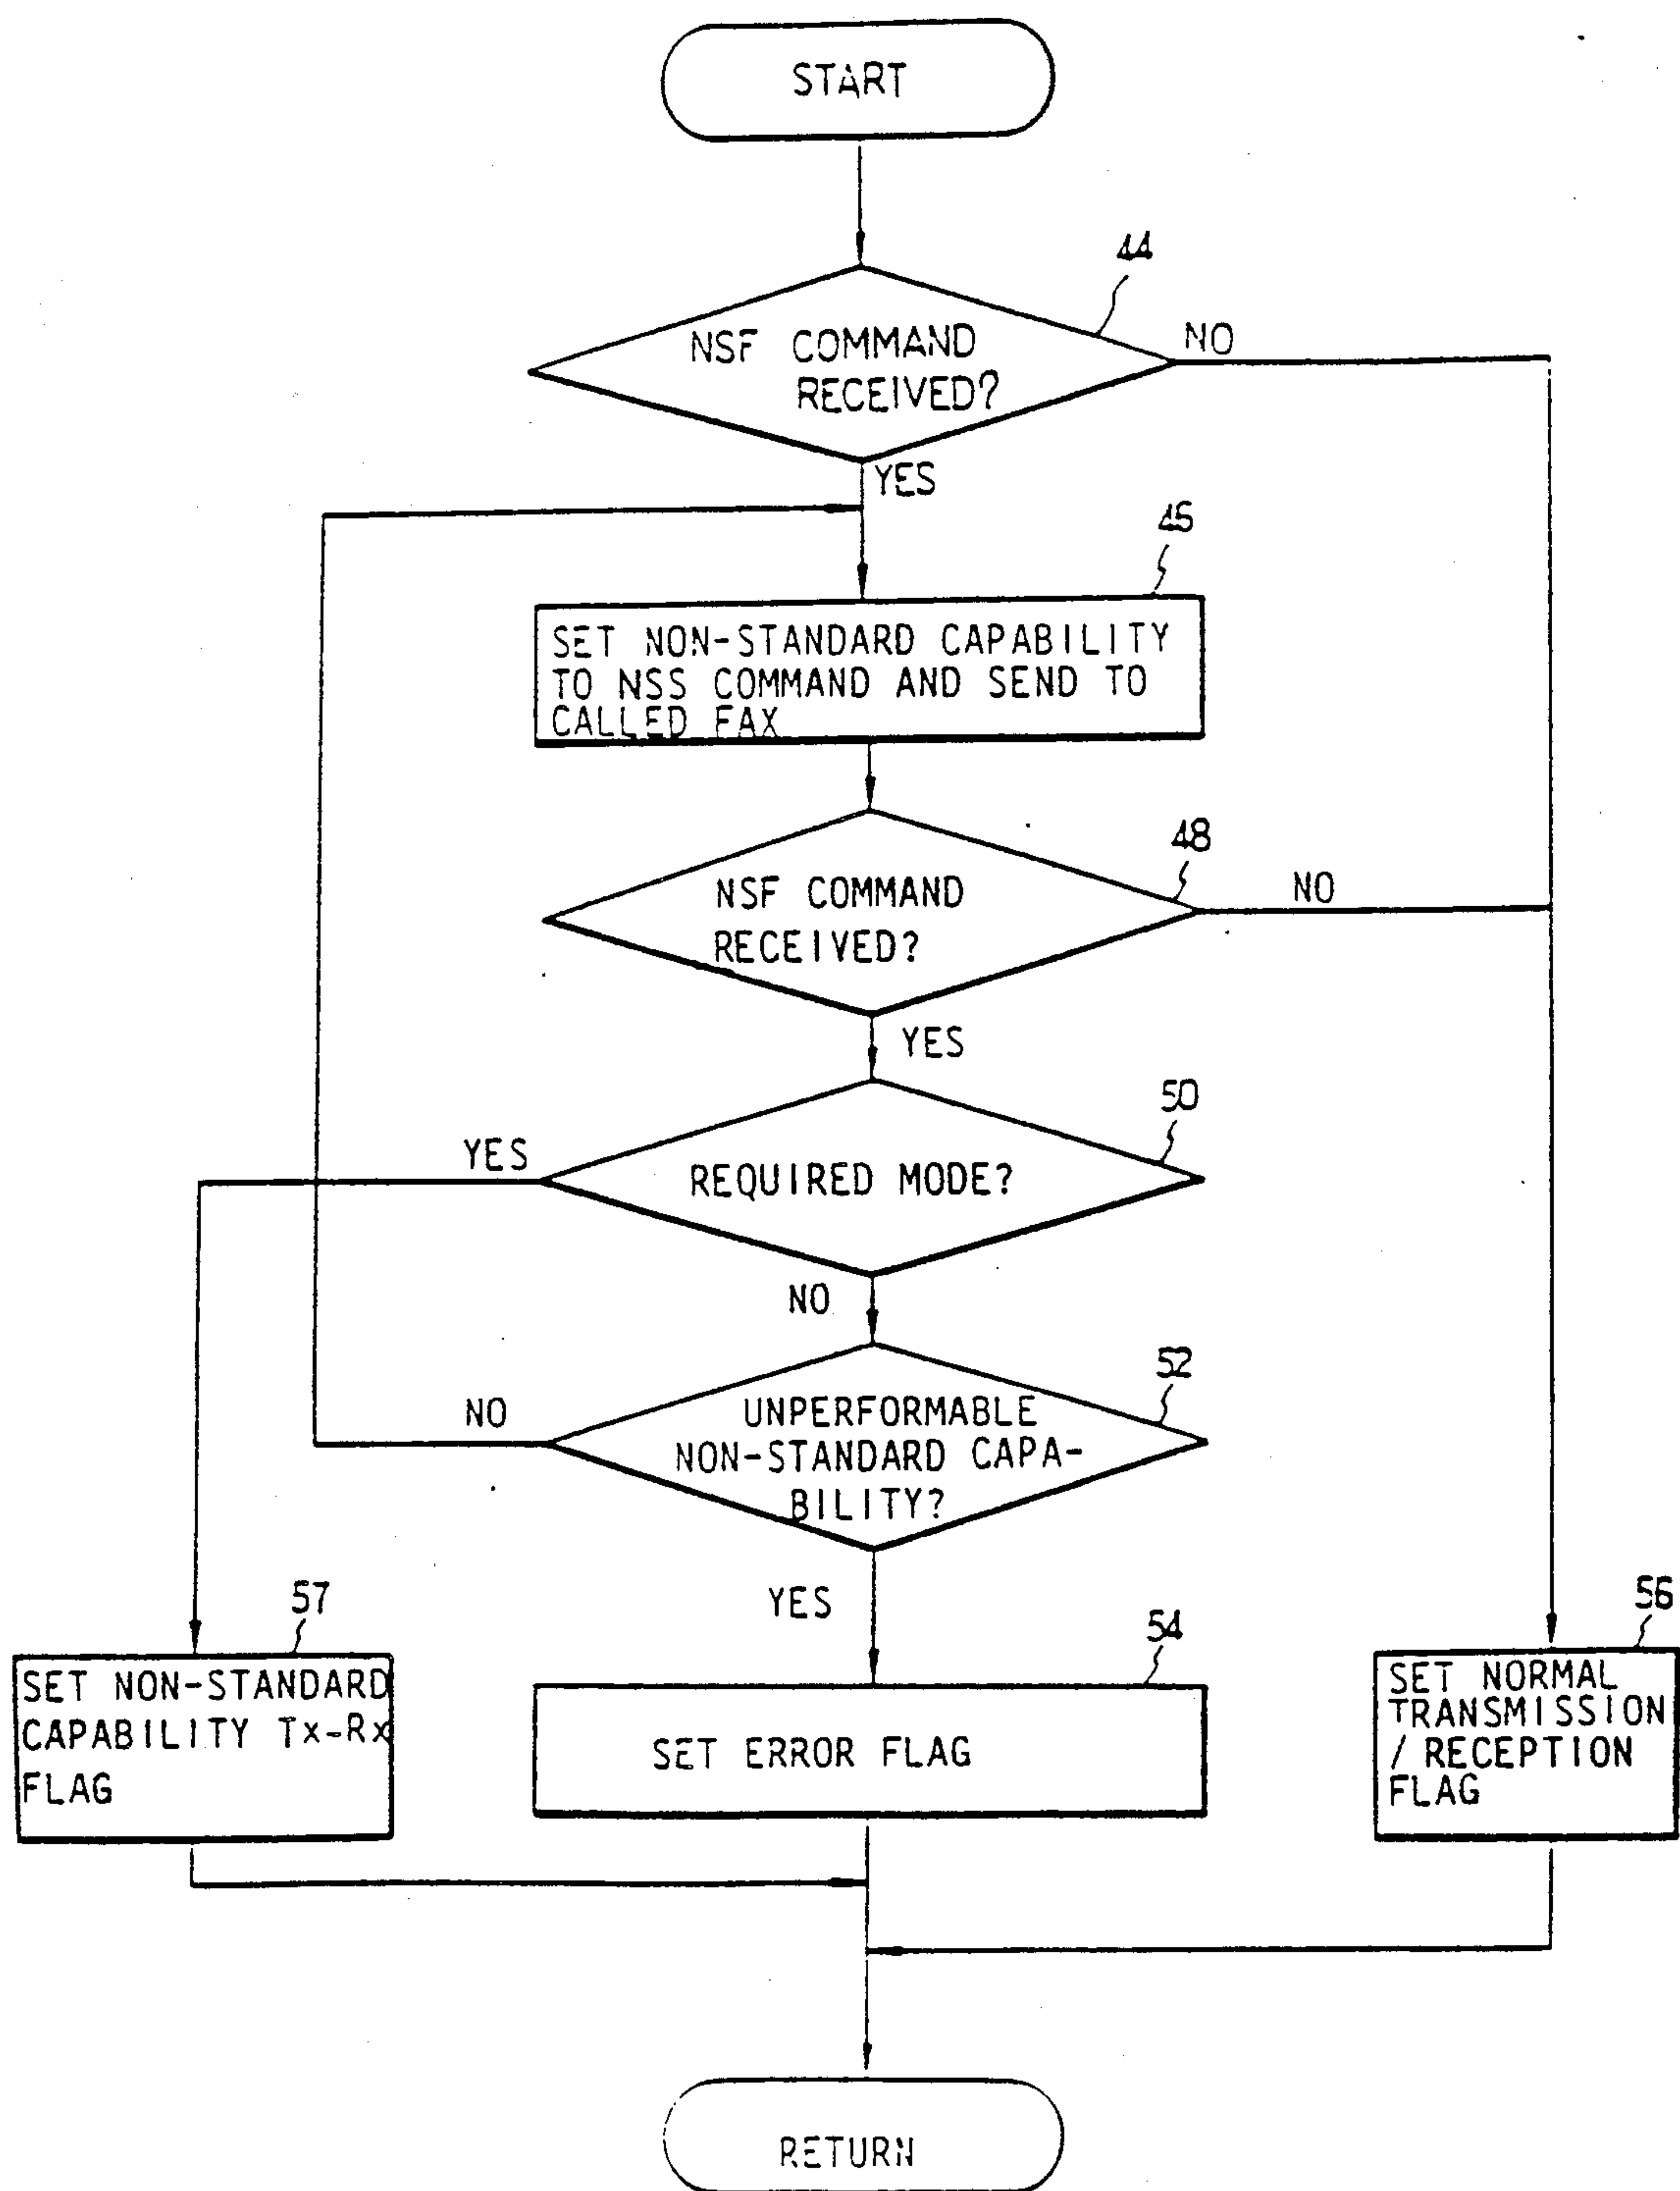 START
44
NSF COMMAND
RECEIVED?
NO
YES
46
SET NON-STANDARD CAPABILITY
TO NSS COMMAND AND SEND TO
CALLED FAX
48
NSF COMMAND
RECEIVED?
NO
YES
50
YES
REQUIRED MODE?
NO
52
NO
UNPERFORMABLE
NON-STANDARD CAPA-
BILITY?
YES
57
54
56
SET NON-STANDARD
CAPABILITY Tx-Rx
FLAG
SET ERROR FLAG
SET NORMAL
TRANSMISSION
/ RECEPTION
FLAG
RETURN